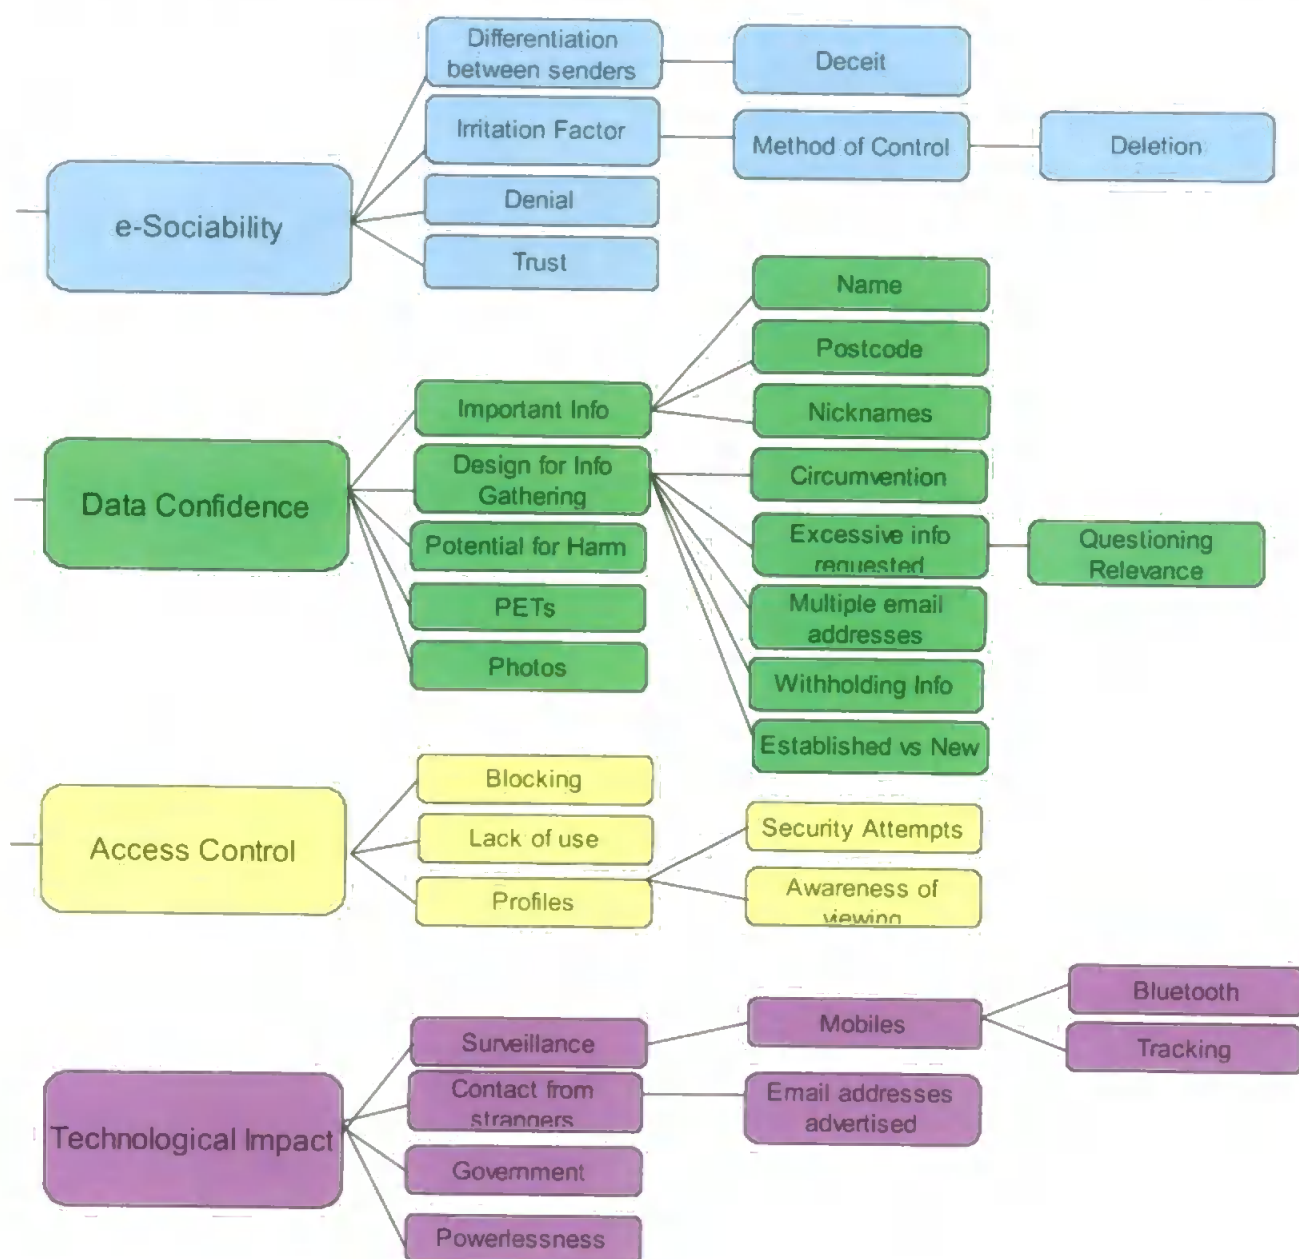 Differentiation
between senders
Deceit
Irritation Factor
Method of Control
Deletion
e-Sociability
Denial
Trust
Name
Postcode
Important Info
Nicknames
Design for Info
Gathering
Circumvention
Data Confidence
Potential for Harm
Excessive info
requested
Questioning
Relevance
PETs
Multiple email
addresses
Photos
Withholding Info
Established vs New
Blocking
Access Control
Lack of use
Security Attempts
Profiles
Awareness of
viewing
Bluetooth
Surveillance
Mobiles
Tracking
Technological Impact
Contact from
strangers
Email addresses
advertised
Government
Powerlessness